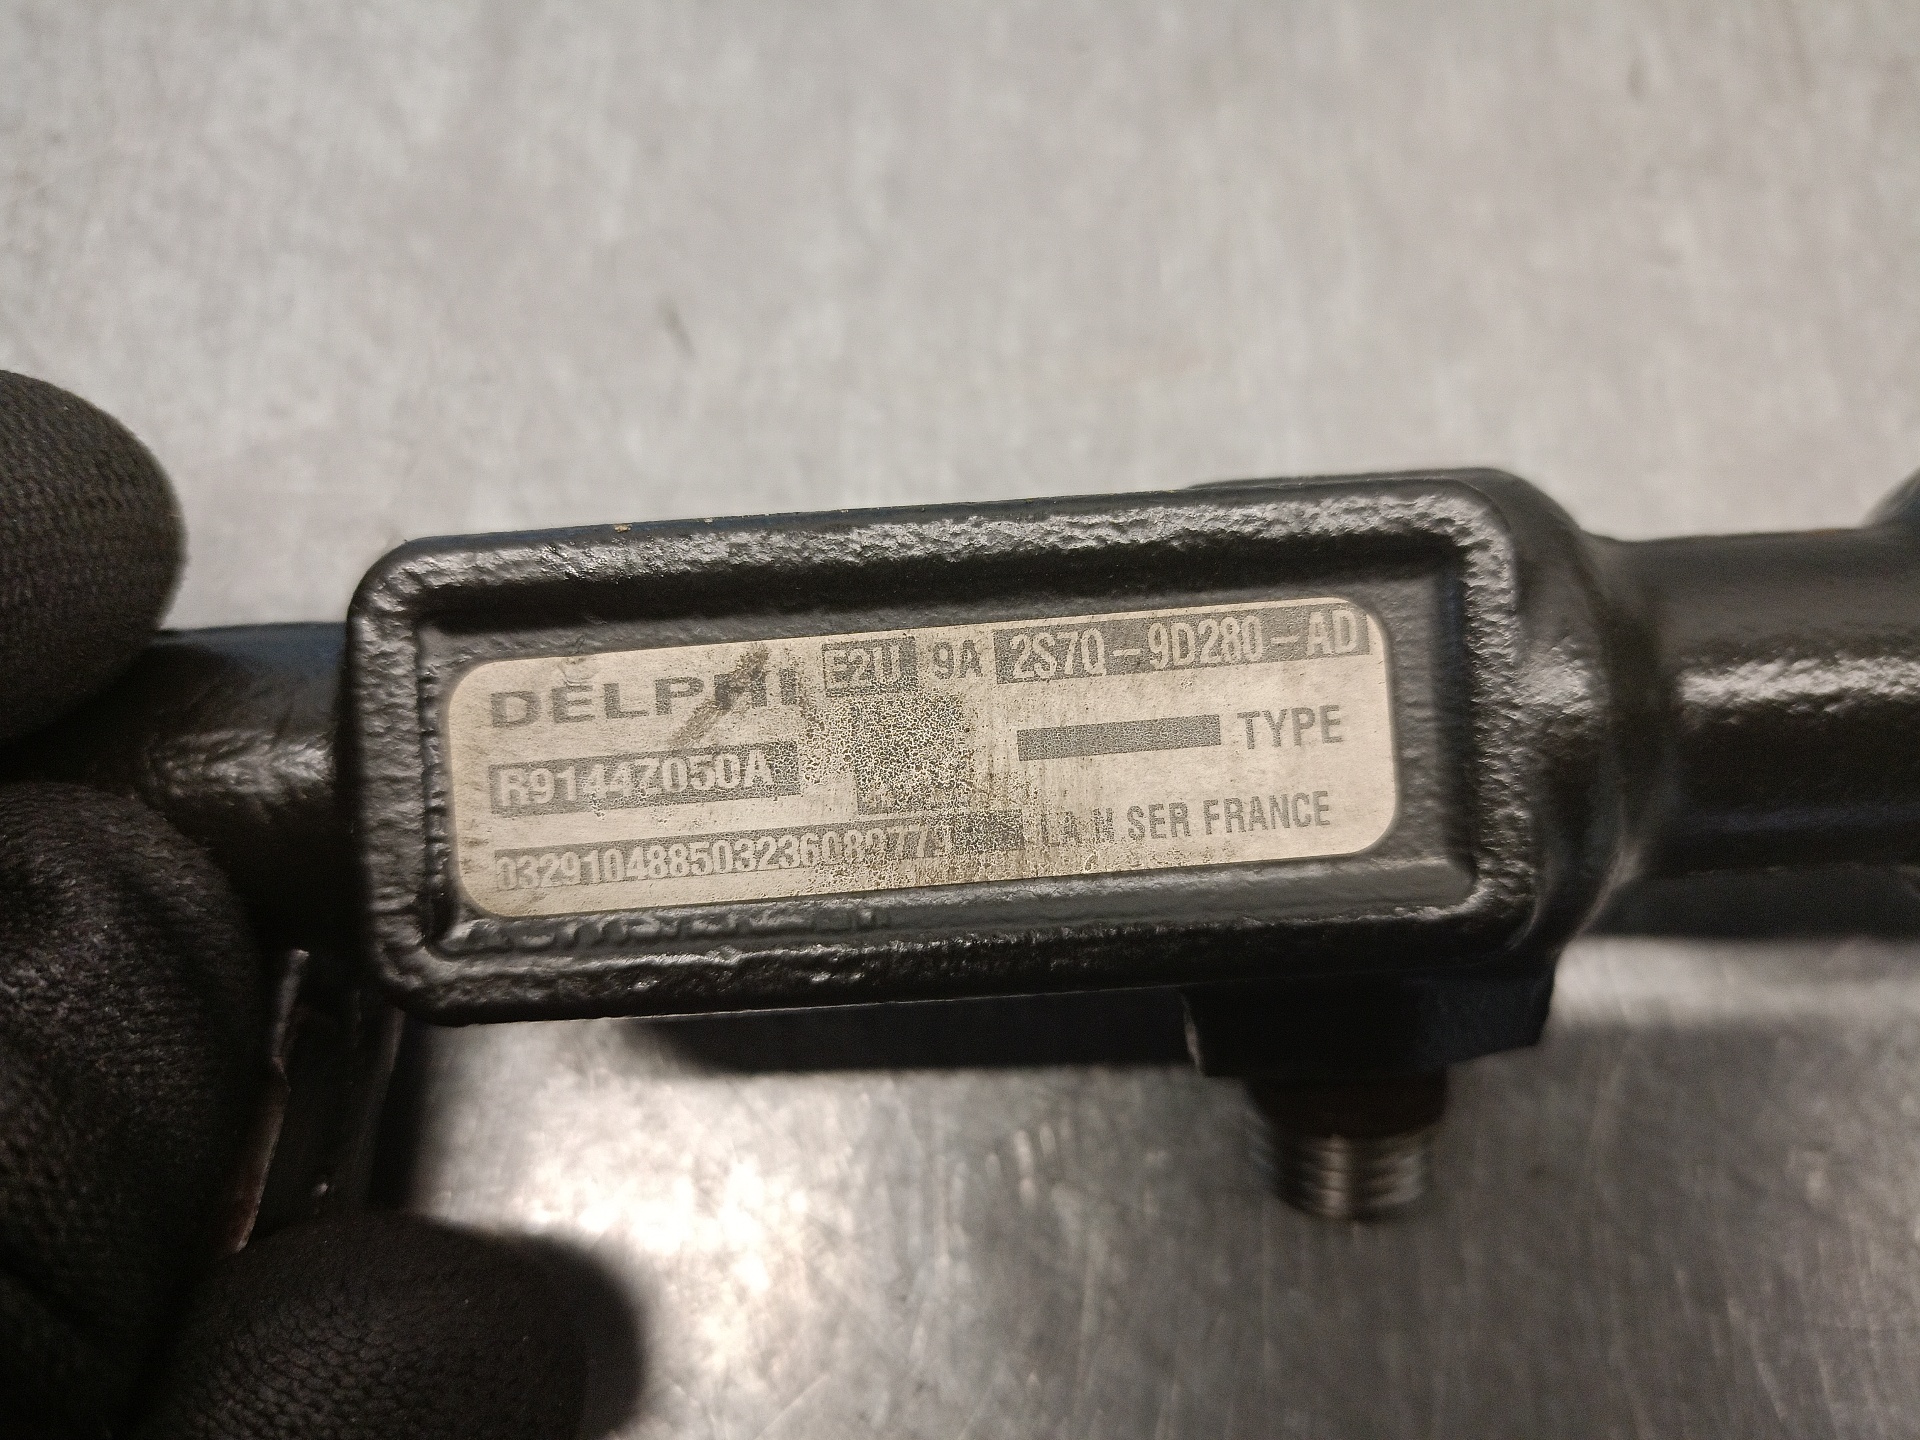 DELPHI E2U 9A 2S7Q-9D280-AD
R9144Z050A TYPE
SER FRANCE